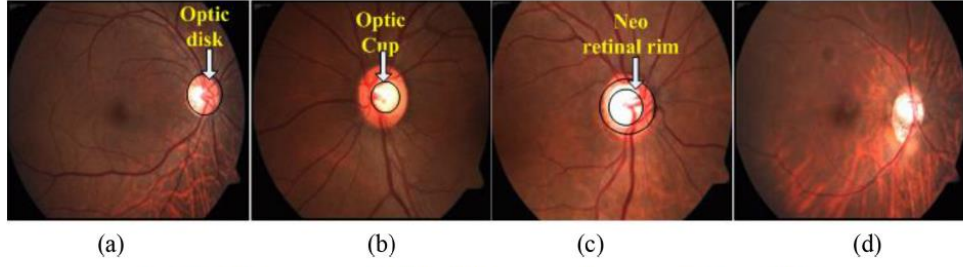 Optic
disk
Optic
Cup
Neo
retinal rim
(a)
(b)
(c)
(d)